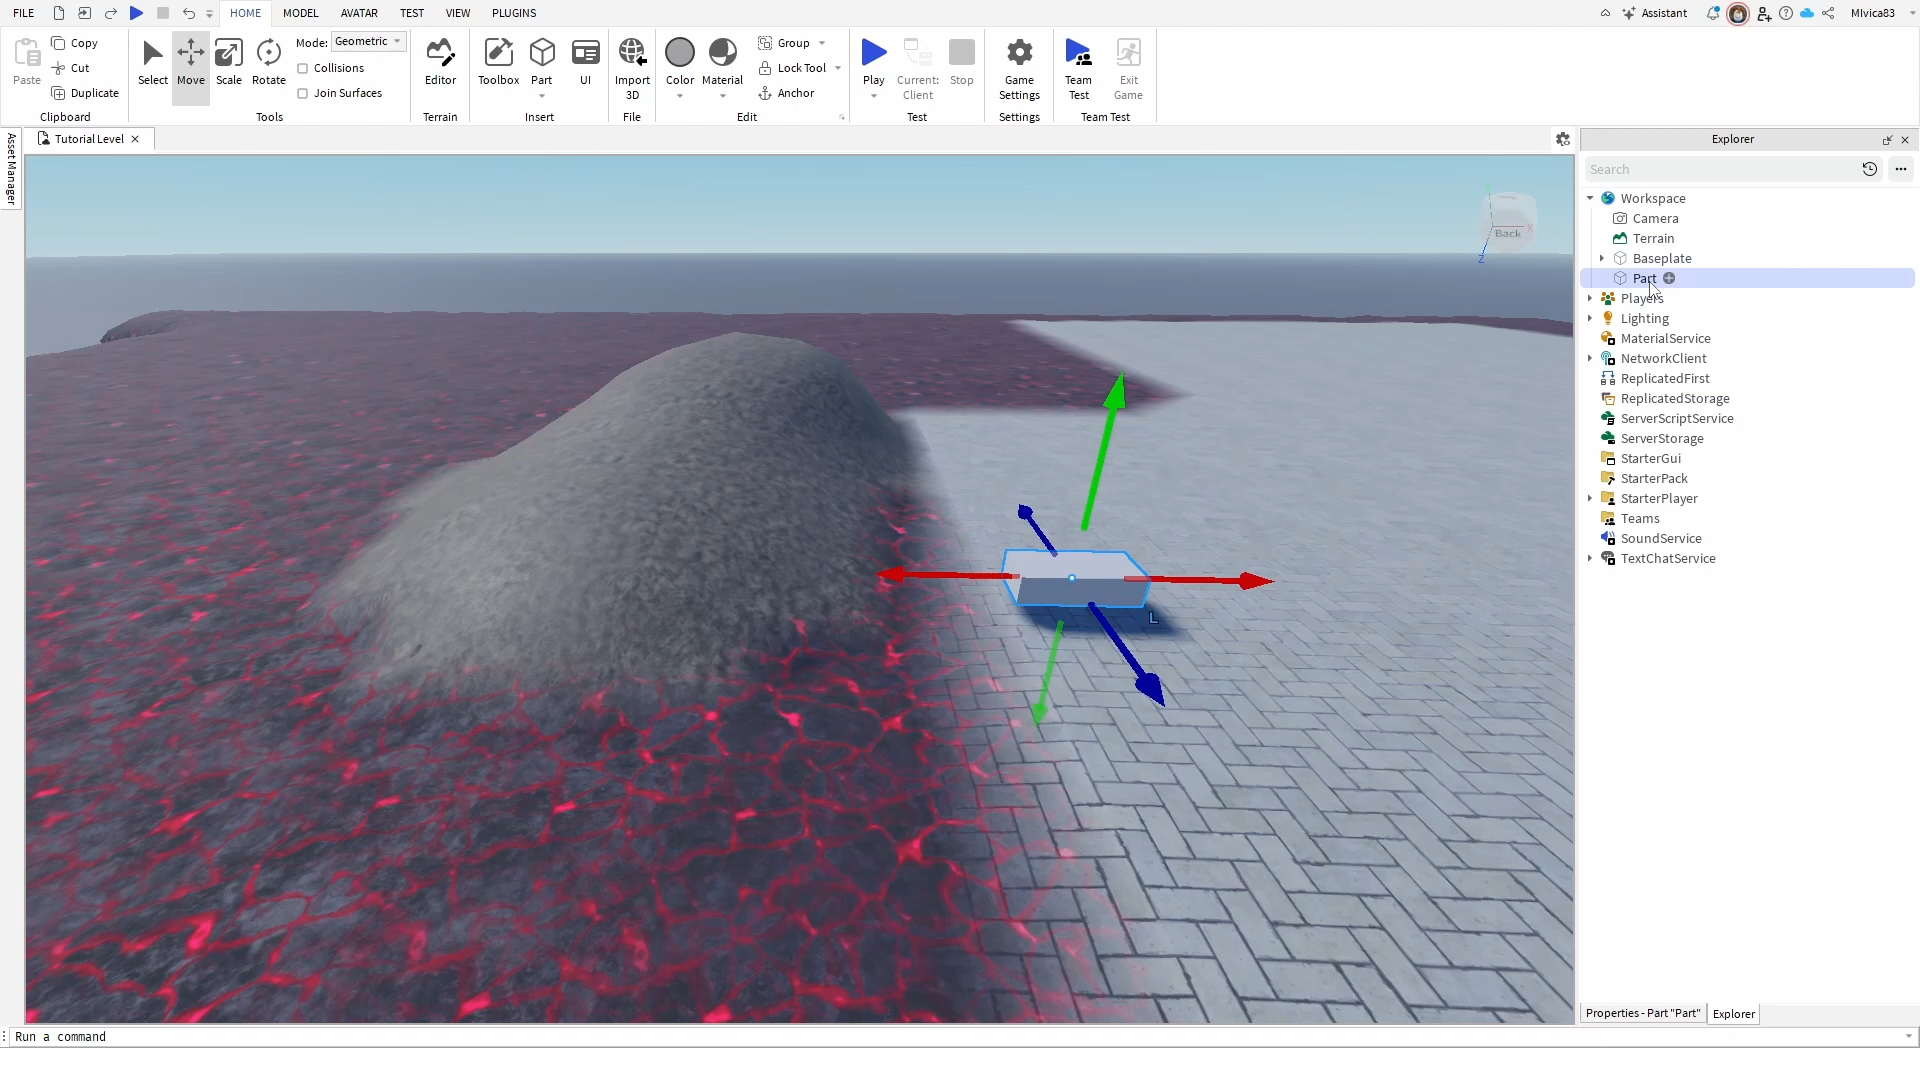 FILE HOME MODEL AVATAR TEST VIEW PLUGINS Assistant MIvica83
Paste Copy Cut Duplicate
Select Move Scale Rotate
Mode: Geometric
Collisions
Join Surfaces
Editor
Toolbox Part UI
Import 3D
Color Material
Group
Lock Tool
Anchor
Play Current: Client Stop
Game Settings
Team Test
Exit Game
Clipboard Tools Terrain Insert File Edit Test Settings Team Test
Asset Manager
Tutorial Level
Explorer
Search
Back
X
Z
L
Workspace
Camera
Terrain
Baseplate
Part
Players
Lighting
MaterialService
NetworkClient
ReplicatedFirst
ReplicatedStorage
ServerScriptService
ServerStorage
StarterGui
StarterPack
StarterPlayer
Teams
SoundService
TextChatService
Properties - Part "Part" Explorer
Run a command